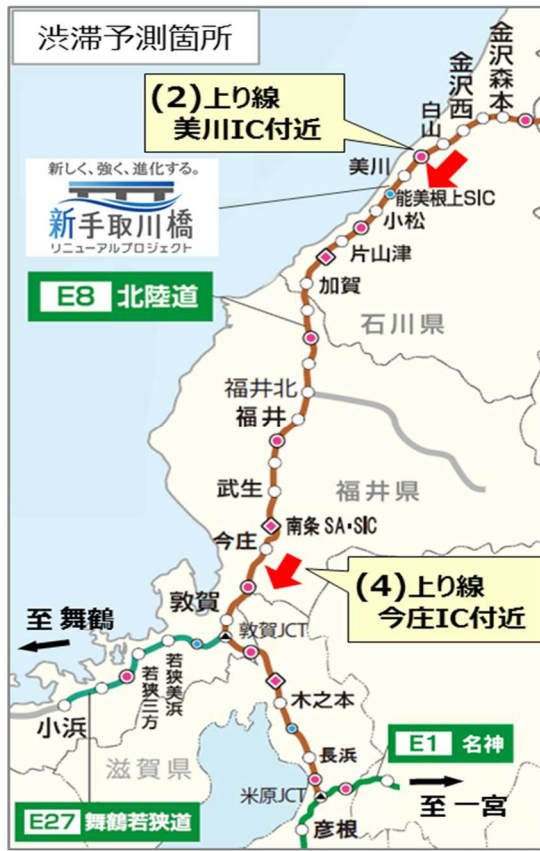 渋滞予測箇所
(2)上り線
美川IC付近
金沢森本
金沢西
白山
美川
新しく、強く、進化する。
新手取川橋
リニューアルプロジェクト
能美根上SIC
小松
片山津
E8 北陸道
加賀
石川県
福井北
福井
武生
福井県
南条 SA・SIC
今庄
(4)上り線
今庄IC付近
敦賀
至 舞鶴
敦賀JCT
若狭美浜
若狭三方
小浜
木之本
滋賀県
長浜
E1 名神
米原JCT
至 一宮
E27 舞鶴若狭道
彦根